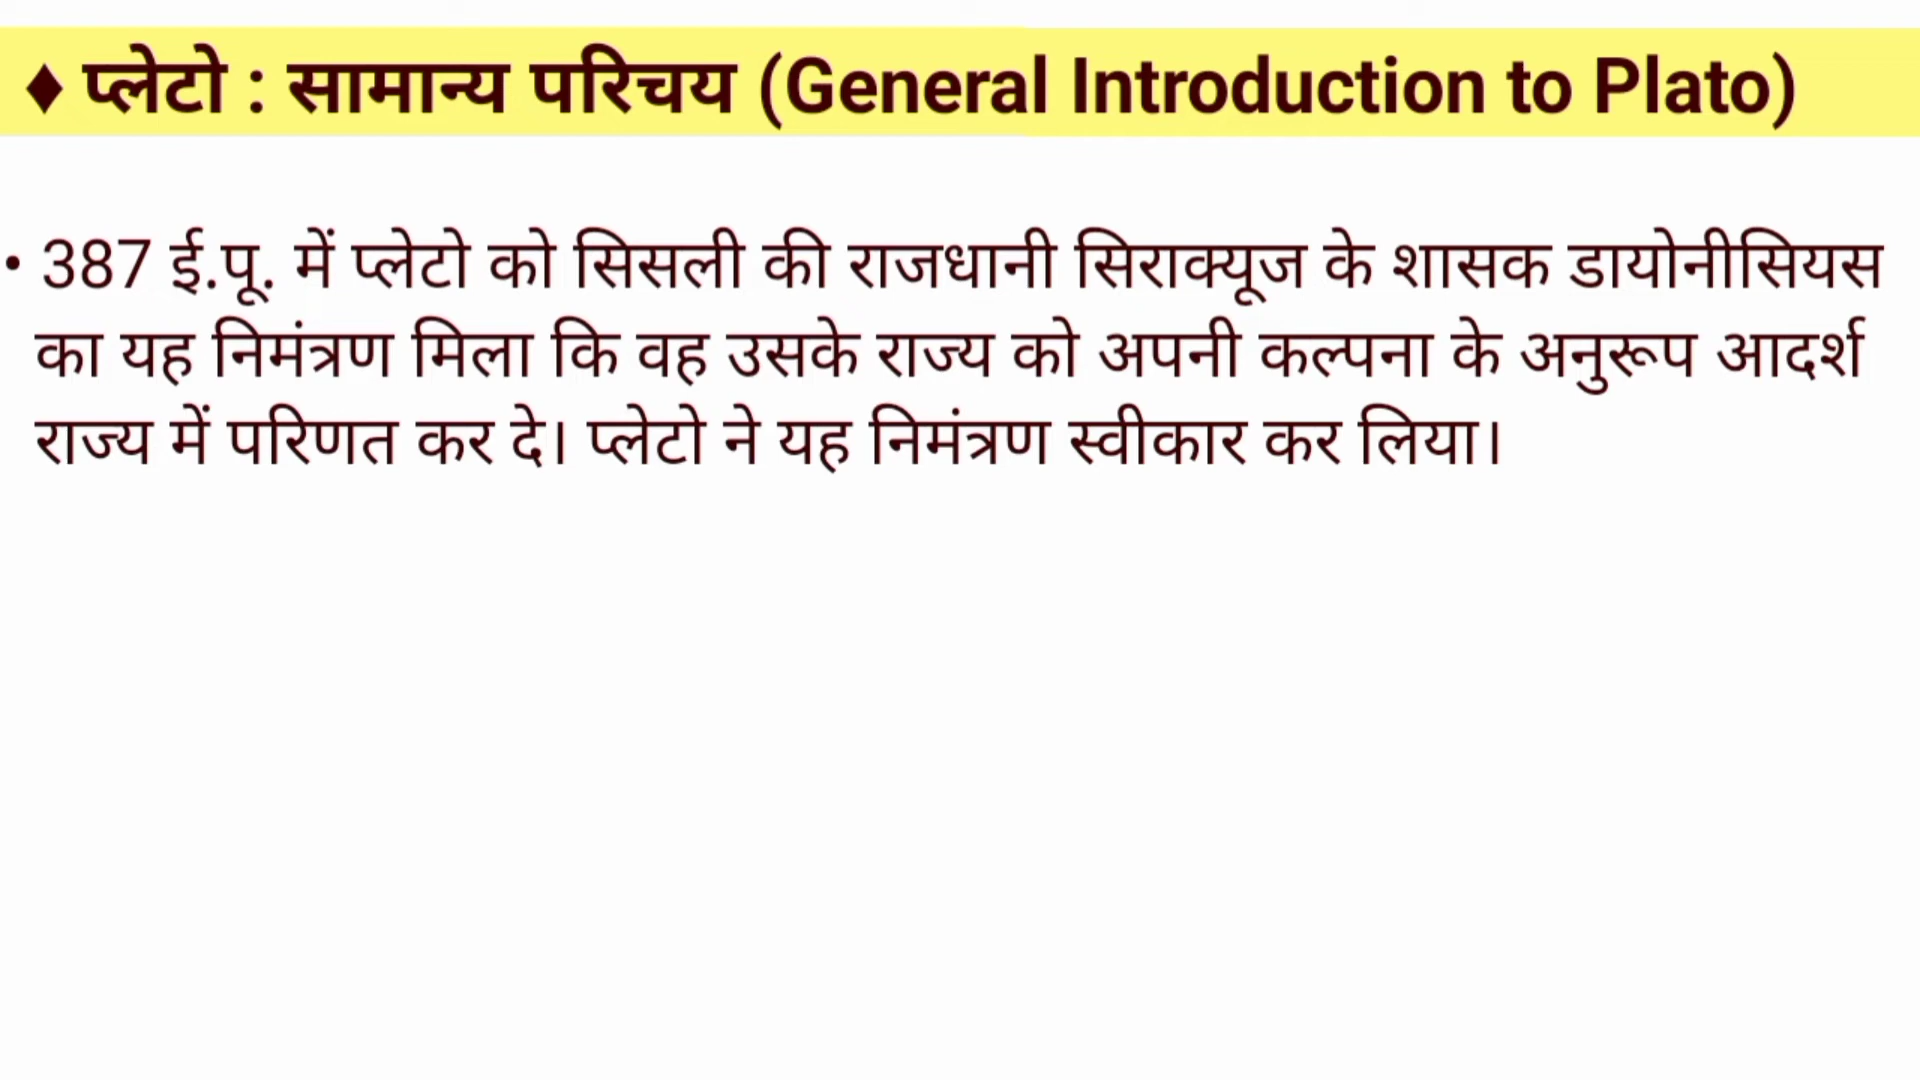 ♦ प्लेटो : सामान्य परिचय (General Introduction to Plato)
• 387 ई.पू. में प्लेटो को सिसली की राजधानी सिराक्यूज के शासक डायोनीसियस
का यह निमंत्रण मिला कि वह उसके राज्य को अपनी कल्पना के अनुरूप आदर्श
राज्य में परिणत कर दे। प्लेटो ने यह निमंत्रण स्वीकार कर लिया।